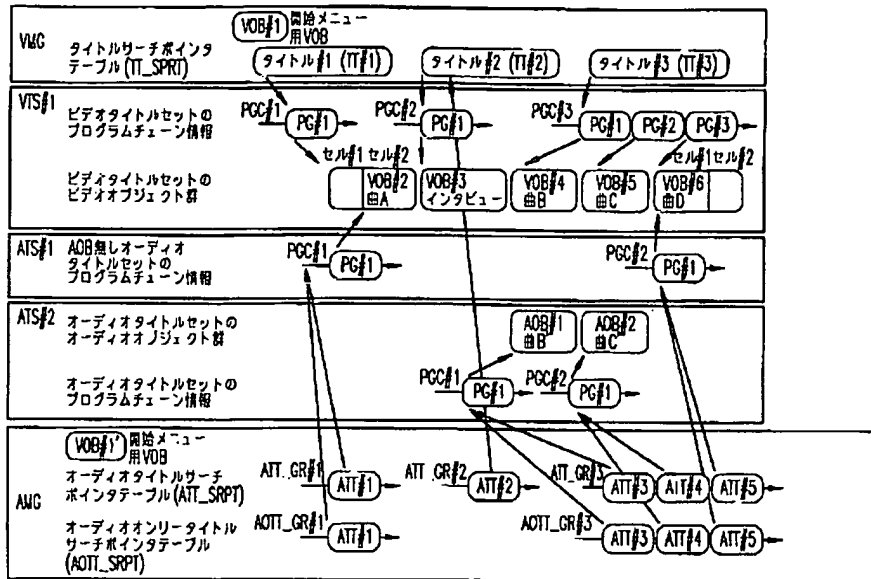 VMG
VOB#1 開始メニュー
用VOB
タイトルサーチポインタ
テーブル(TT_SPRT)
タイトル#1 (TT#1)
タイトル#2 (TT#2)
タイトル#3 (TT#3)
VTS#1
ビデオタイトルセットの
プログラムチェーン情報
PGC#1
PG#1
PGC#2
PG#1
PGC#3
PG#1
PG#2
PG#3
セル#1 セル#2
セル#1 セル#2
ビデオタイトルセットの
ビデオオブジェクト群
VOB#2
曲A
VOB#3
インタビュー
VOB#4
曲B
VOB#5
曲C
VOB#6
曲D
ATS#1
AOB無しオーディオ
タイトルセットの
プログラムチェーン情報
PGC#1
PG#1
PGC#2
PG#1
ATS#2
オーディオタイトルセットの
オーディオオブジェクト群
AOB#1
曲B
AOB#2
曲C
オーディオタイトルセットの
プログラムチェーン情報
PGC#1
PG#1
PGC#2
PG#1
AMG
VOB#1' 開始メニュー
用VOB
オーディオタイトルサーチ
ポインタテーブル(ATT_SRPT)
ATT_GR#1
ATT#1
ATT_GR#2
ATT#2
ATT_GR#3
ATT#3
ATT#4
ATT#5
オーディオオンリータイトル
サーチポインタテーブル
(AOTT_SRPT)
AOTT_GR#1
ATT#1
AOTT_GR#3
ATT#3
ATT#4
ATT#5